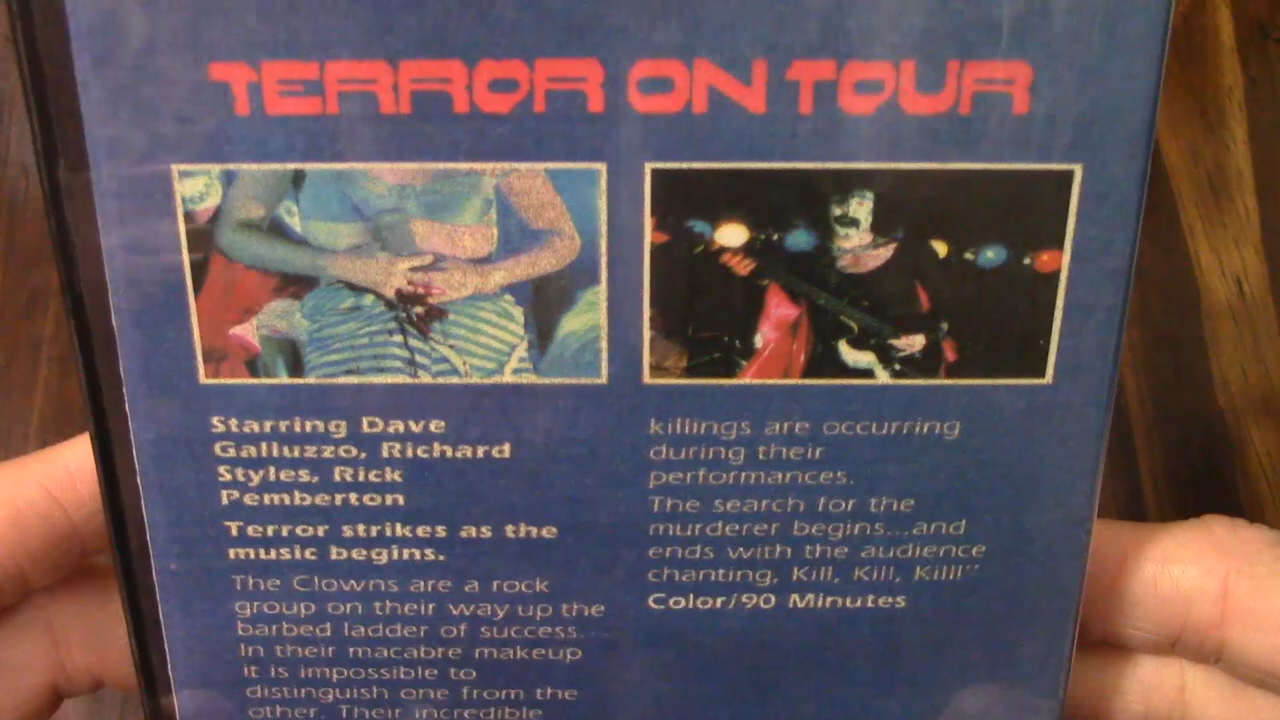 TERROR ON TOUR
Starring Dave
Galluzzo, Richard
Styles, Rick
Pemberton
Terror strikes as the
music begins.
The Clowns are a rock
group on their way up the
barbed ladder of success.
In their macabre makeup
it is impossible to
distinguish one from the
other. Their incredible
killings are occurring
during their
performances.
The search for the
murderer begins...and
ends with the audience
chanting, Kill, Kill, Kill!"
Color/90 Minutes